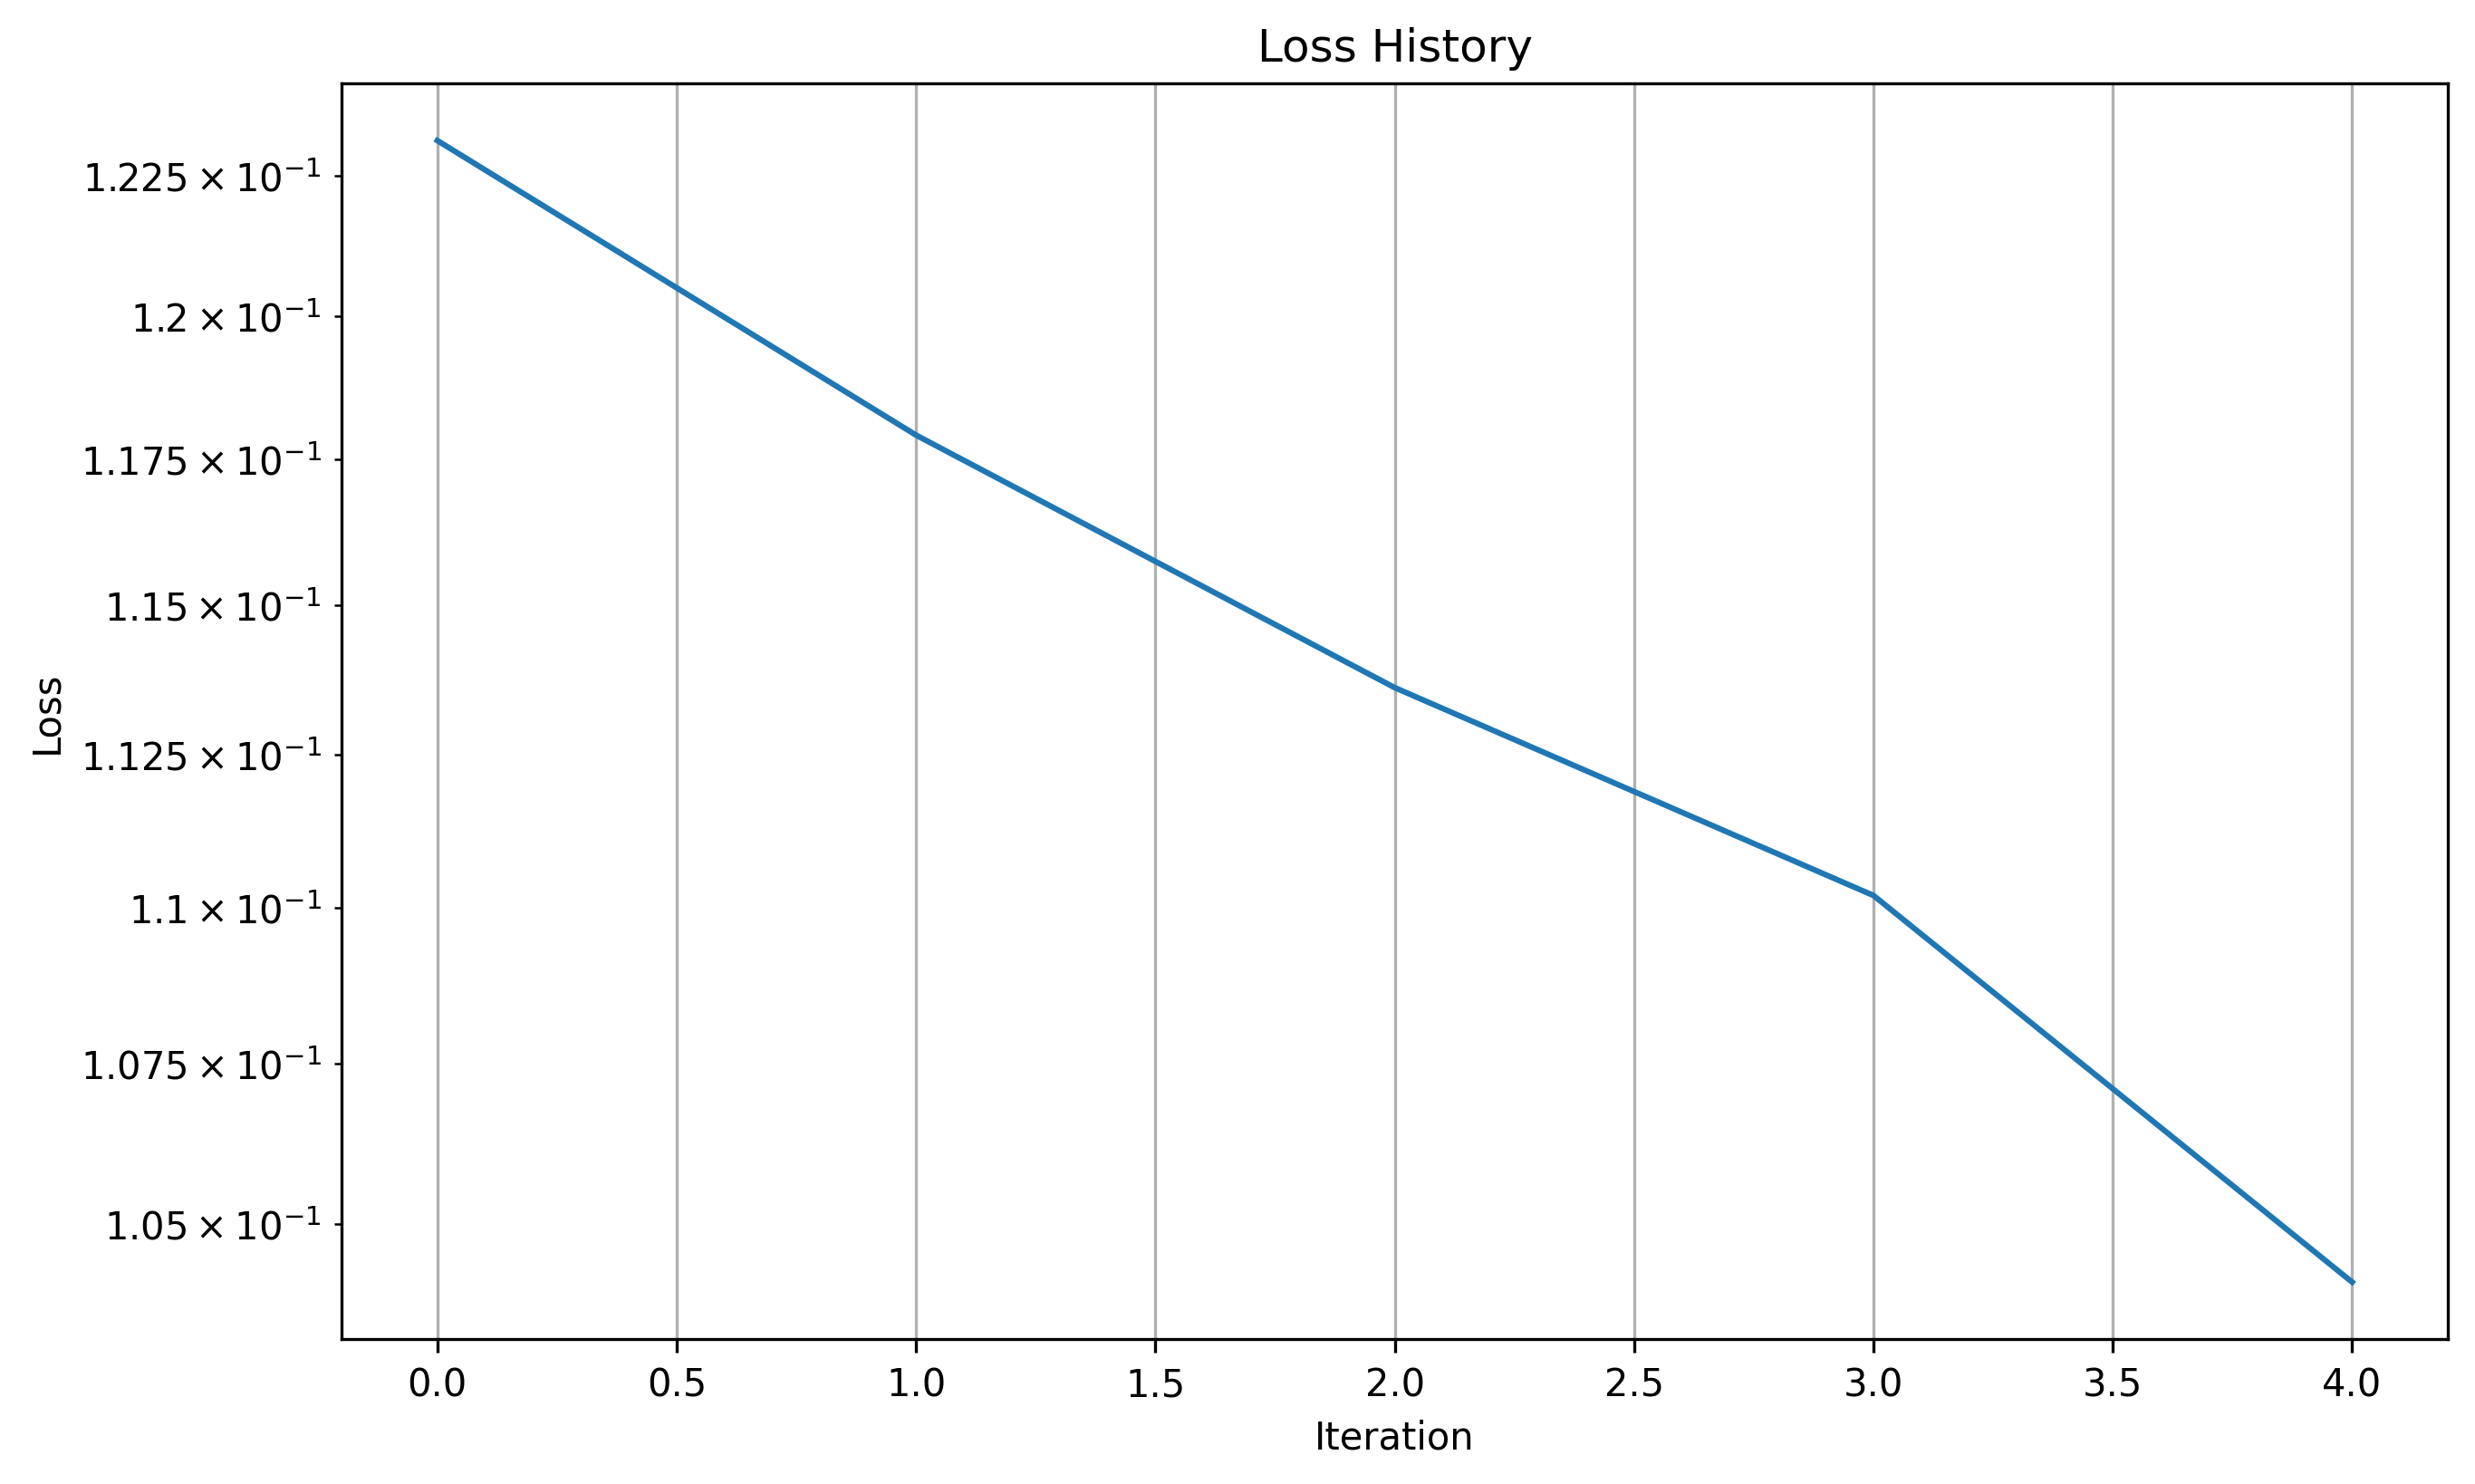 Loss History
Loss
1.225 × 10⁻¹
1.2 × 10⁻¹
1.175 × 10⁻¹
1.15 × 10⁻¹
1.125 × 10⁻¹
1.1 × 10⁻¹
1.075 × 10⁻¹
1.05 × 10⁻¹
0.0 0.5 1.0 1.5 2.0 2.5 3.0 3.5 4.0
Iteration